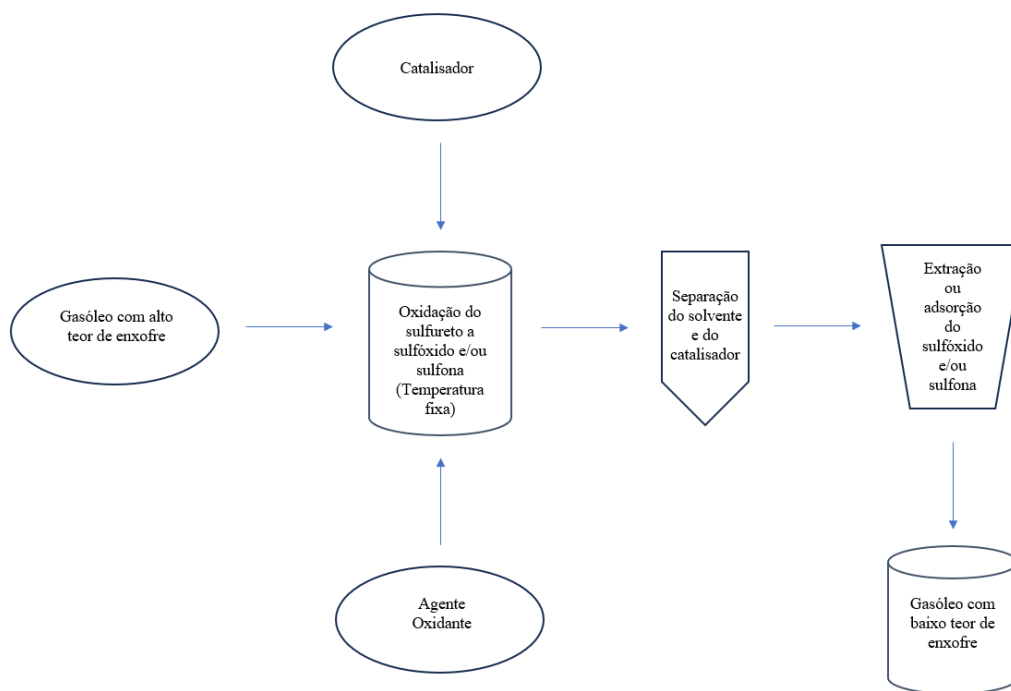 Catalisador
Gasóleo com alto
teor de enxofre
Oxidação do
sulfureto a
sulfóxido e/ou
sulfona
(Temperatura
fixa)
Separação
do solvente
e do
catalisador
Extração
ou
adsorção
do
sulfóxido
e/ou
sulfona
Agente
Oxidante
Gasóleo com
baixo teor de
enxofre